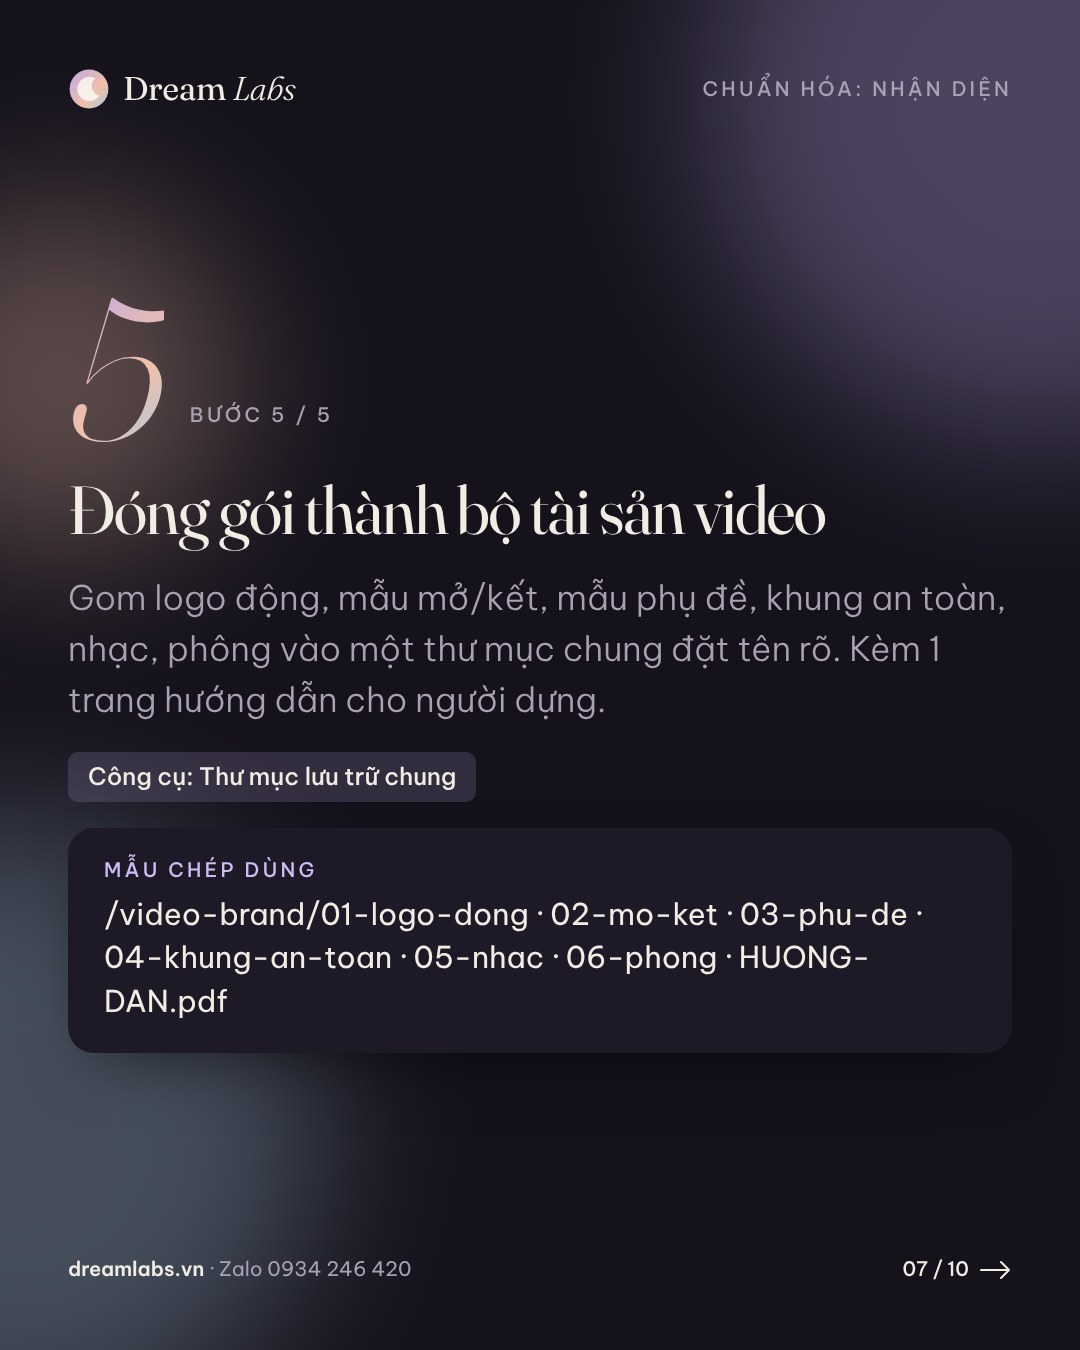 Dream Labs
CHUẨN HÓA: NHẬN DIỆN
5
BƯỚC 5 / 5
Đóng gói thành bộ tài sản video
Gom logo động, mẫu mở/kết, mẫu phụ đề, khung an toàn,
nhạc, phông vào một thư mục chung đặt tên rõ. Kèm 1
trang hướng dẫn cho người dựng.
Công cụ: Thư mục lưu trữ chung
MẪU CHÉP DÙNG
/video-brand/01-logo-dong · 02-mo-ket · 03-phu-de ·
04-khung-an-toan · 05-nhac · 06-phong · HUONG-
DAN.pdf
dreamlabs.vn · Zalo 0934 246 420
07 / 10 →